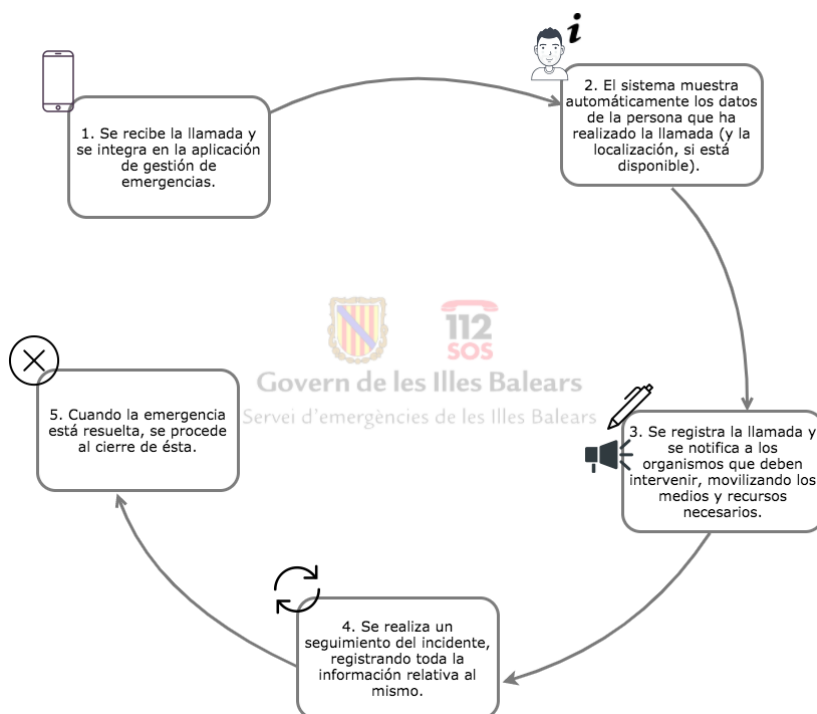 1. Se recibe la llamada y
se integra en la aplicación
de gestión de
emergencias.
i
2. El sistema muestra
automáticamente los datos
de la persona que ha
realizado la llamada (y la
localización, si está
disponible).
112
SOS
Govern de les Illes Balears
Servei d'emergències de les Illes Balears
3. Se registra la llamada y
se notifica a los
organismos que deben
intervenir, movilizando los
medios y recursos
necesarios.
4. Se realiza un
seguimiento del incidente,
registrando toda la
información relativa al
mismo.
5. Cuando la emergencia
está resuelta, se procede
al cierre de ésta.